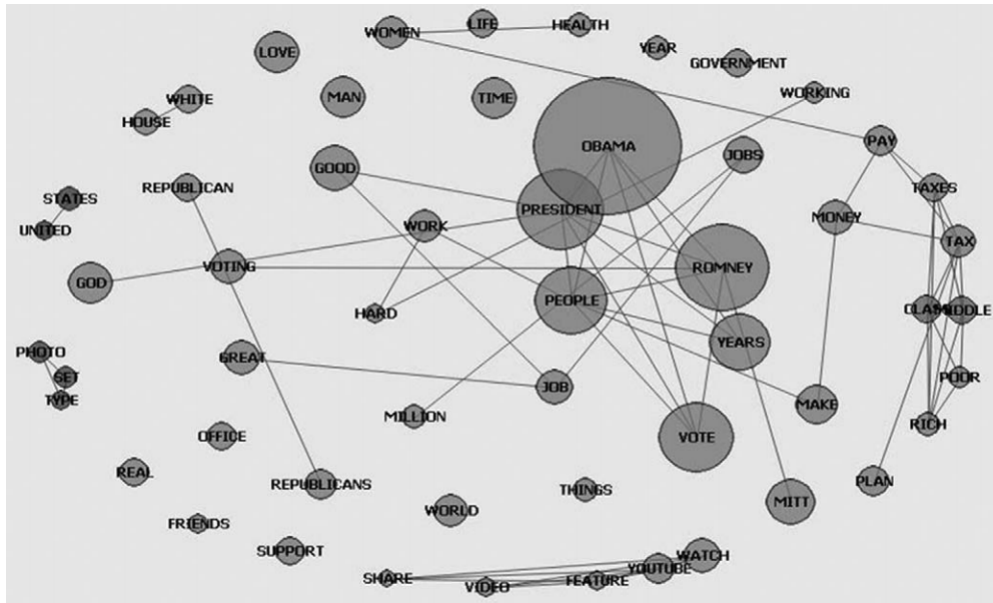 LIFE
HEALTH
WOMEN
YEAR
LOVE
GOVERNMENT
WORKING
WHITE
MAN
TIME
HOUSE
PAY
OBAMA
JOBS
GOOD
REPUBLICAN
TAXES
STATES
PRESIDENT
MONEY
WORK
UNITED
TAX
VOTING
ROMNEY
GOD
PEOPLE
CLASS
MIDDLE
HARD
YEARS
PHOTO
GREAT
SET
POOR
JOB
TYPE
MAKE
MILLION
RICH
OFFICE
VOTE
REAL
PLAN
REPUBLICANS
THINGS
MITT
WORLD
FRIENDS
SUPPORT
WATCH
YOUTUBE
SHARE
FEATURE
VIDEO